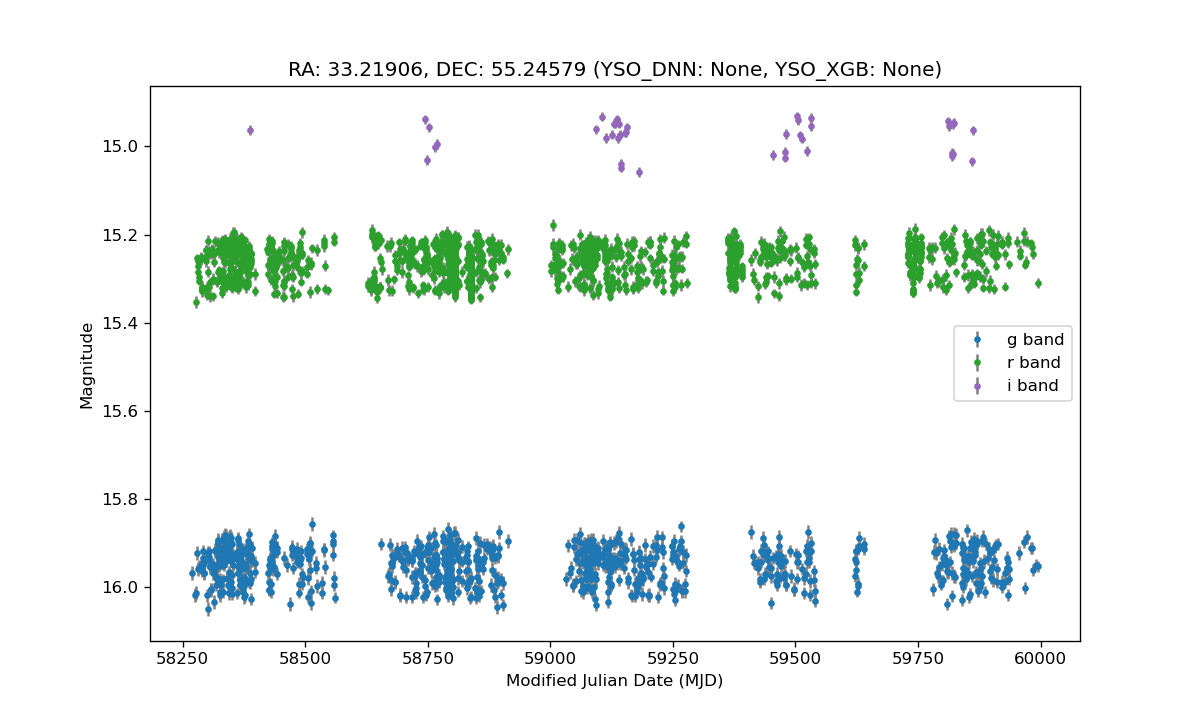 RA: 33.21906, DEC: 55.24579 (YSO_DNN: None, YSO_XGB: None)
15.0
15.2
15.4
15.6
15.8
16.0
Magnitude
g band
r band
i band
58250 58500 58750 59000 59250 59500 59750 60000
Modified Julian Date (MJD)